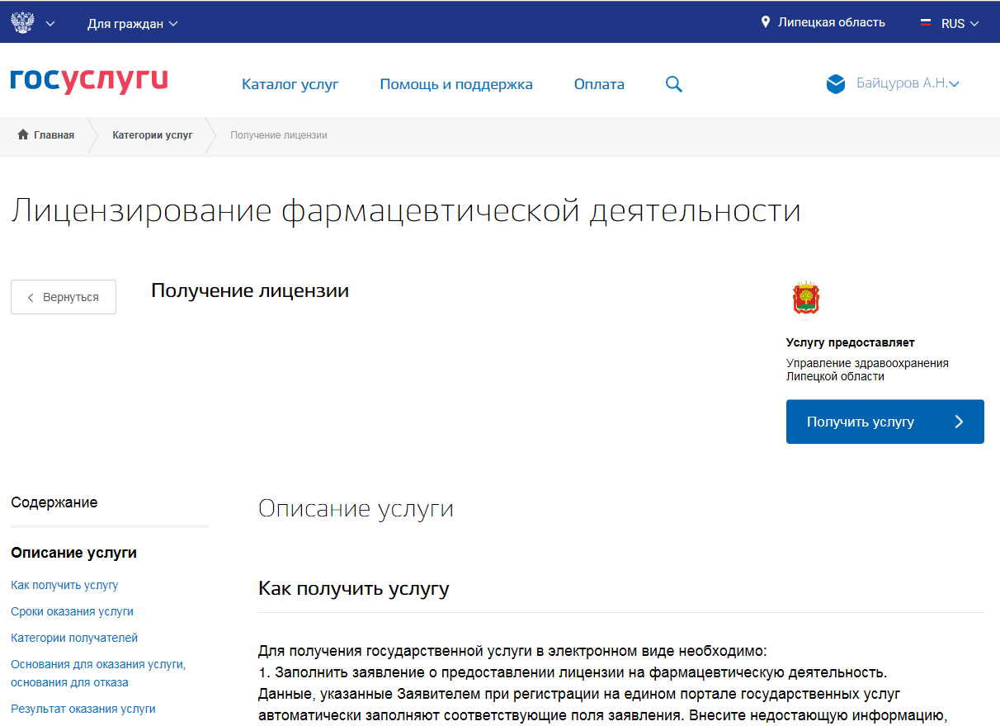 Для граждан
Липецкая область
RUS
госуслуги
Каталог услуг
Помощь и поддержка
Оплата
Байцуров А.Н.
Главная
Категории услуг
Получение лицензии
Лицензирование фармацевтической деятельности
Вернуться
Получение лицензии
Услугу предоставляет
Управление здравоохранения
Липецкой области
Получить услугу
Содержание
Описание услуги
Как получить услугу
Сроки оказания услуги
Категории получателей
Основания для оказания услуги,
основания для отказа
Результат оказания услуги
Описание услуги
Как получить услугу
Для получения государственной услуги в электронном виде необходимо:
1. Заполнить заявление о предоставлении лицензии на фармацевтическую деятельность.
Данные, указанные Заявителем при регистрации на едином портале государственных услуг
автоматически заполняют соответствующие поля заявления. Внесите недостающую информацию,